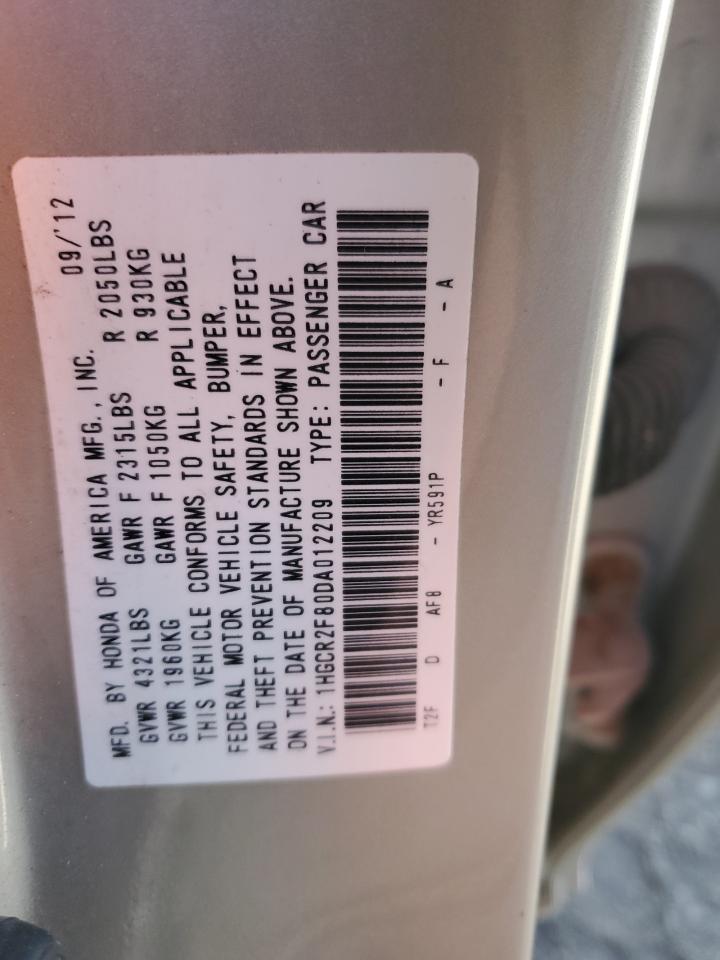 MFD. BY HONDA OF AMERICA MFG., INC. 09/'12
GVWR 4321LBS GAWR F 2315LBS R 2050LBS
GVWR 1960KG GAWR F 1050KG R 930KG
THIS VEHICLE CONFORMS TO ALL APPLICABLE
FEDERAL MOTOR VEHICLE SAFETY, BUMPER,
AND THEFT PREVENTION STANDARDS IN EFFECT
ON THE DATE OF MANUFACTURE SHOWN ABOVE.
V.I.N.: 1HGCR2F80DA012209 TYPE: PASSENGER CAR
T2F D AF8 - YR591P - F - A